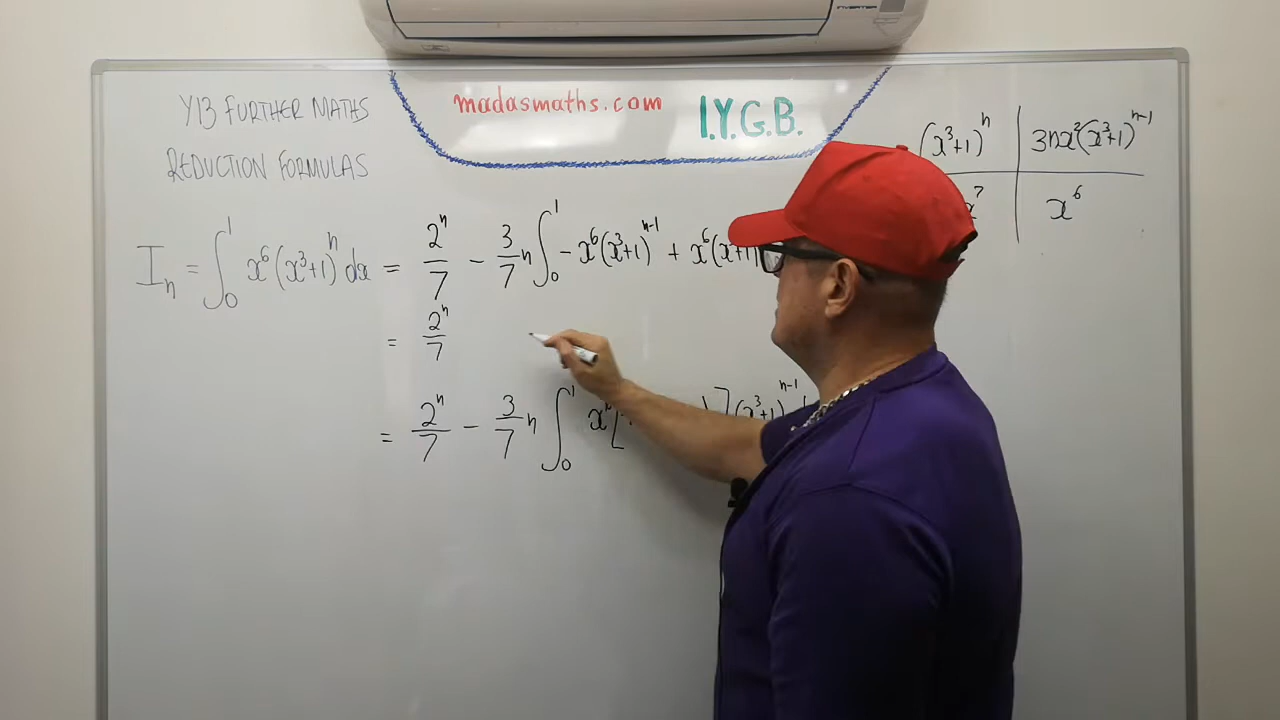 Y13 FURTHER MATHS
REDUCTION FORMULAS
madasmaths.com
I.Y.G.B.
(x³+1)ⁿ | 3nx²(x³+1)ⁿ⁻¹
⁷ | x⁶
Iₙ = ∫₀¹ x⁶(x³+1)ⁿ dx = 2ⁿ/7 − 3/7 n ∫₀¹ − x⁶(x³+1)ⁿ⁻¹ + x⁶(x³+1)
= 2ⁿ/7
= 2ⁿ/7 − 3/7 n ∫₀¹ x⁶[ ](x³+1)ⁿ⁻¹